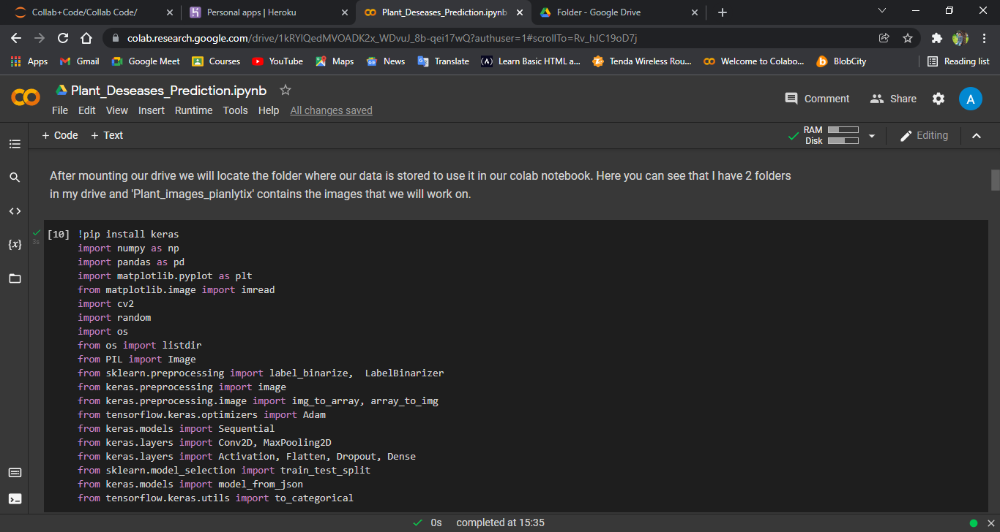 Collab+Code/Collab Code/
Personal apps | Heroku
Plant_Deseases_Prediction.ipynb
Folder - Google Drive
colab.research.google.com/drive/1kRYlQedMVOADK2x_WDvuJ_8b-qei17wQ?authuser=1#scrollTo=Rv_hJC19oD7j
Apps Gmail Google Meet Courses YouTube Maps News Translate Learn Basic HTML a... Tenda Wireless Rou... Welcome to Colabo... BlobCity Reading list
Plant_Deseases_Prediction.ipynb
Comment Share A
File Edit View Insert Runtime Tools Help All changes saved
+ Code + Text
RAM
Disk
Editing
After mounting our drive we will locate the folder where our data is stored to use it in our colab notebook. Here you can see that I have 2 folders
in my drive and 'Plant_images_pianlytix' contains the images that we will work on.
3s
[10] !pip install keras
import numpy as np
import pandas as pd
import matplotlib.pyplot as plt
from matplotlib.image import imread
import cv2
import random
import os
from os import listdir
from PIL import Image
from sklearn.preprocessing import label_binarize,  LabelBinarizer
from keras.preprocessing import image
from keras.preprocessing.image import img_to_array, array_to_img
from tensorflow.keras.optimizers import Adam
from keras.models import Sequential
from keras.layers import Conv2D, MaxPooling2D
from keras.layers import Activation, Flatten, Dropout, Dense
from sklearn.model_selection import train_test_split
from keras.models import model_from_json
from tensorflow.keras.utils import to_categorical
0s completed at 15:35